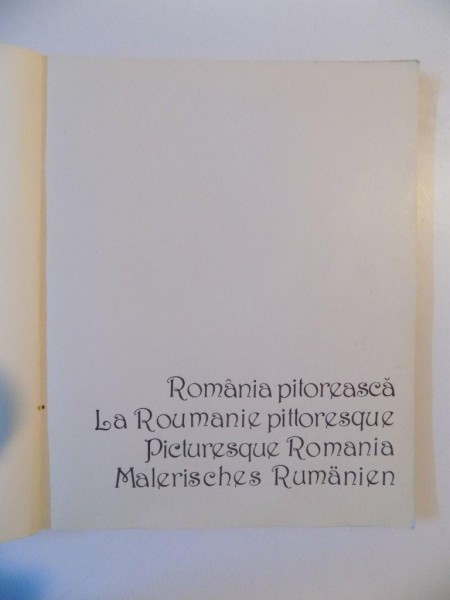 România pitorească
La Roumanie pittoresque
Picturesque Romania
Malerisches Rumänien